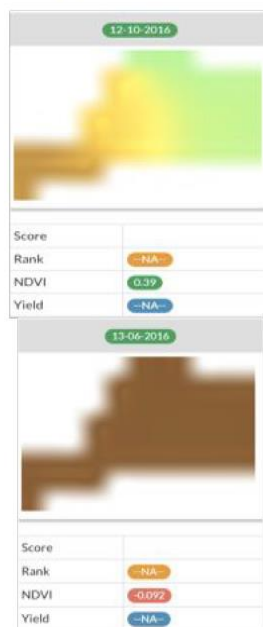 12-10-2016
Score
Rank --NA--
NDVI 0.39
Yield --NA--
13-06-2016
Score
Rank --NA--
NDVI -0.092
Yield --NA--